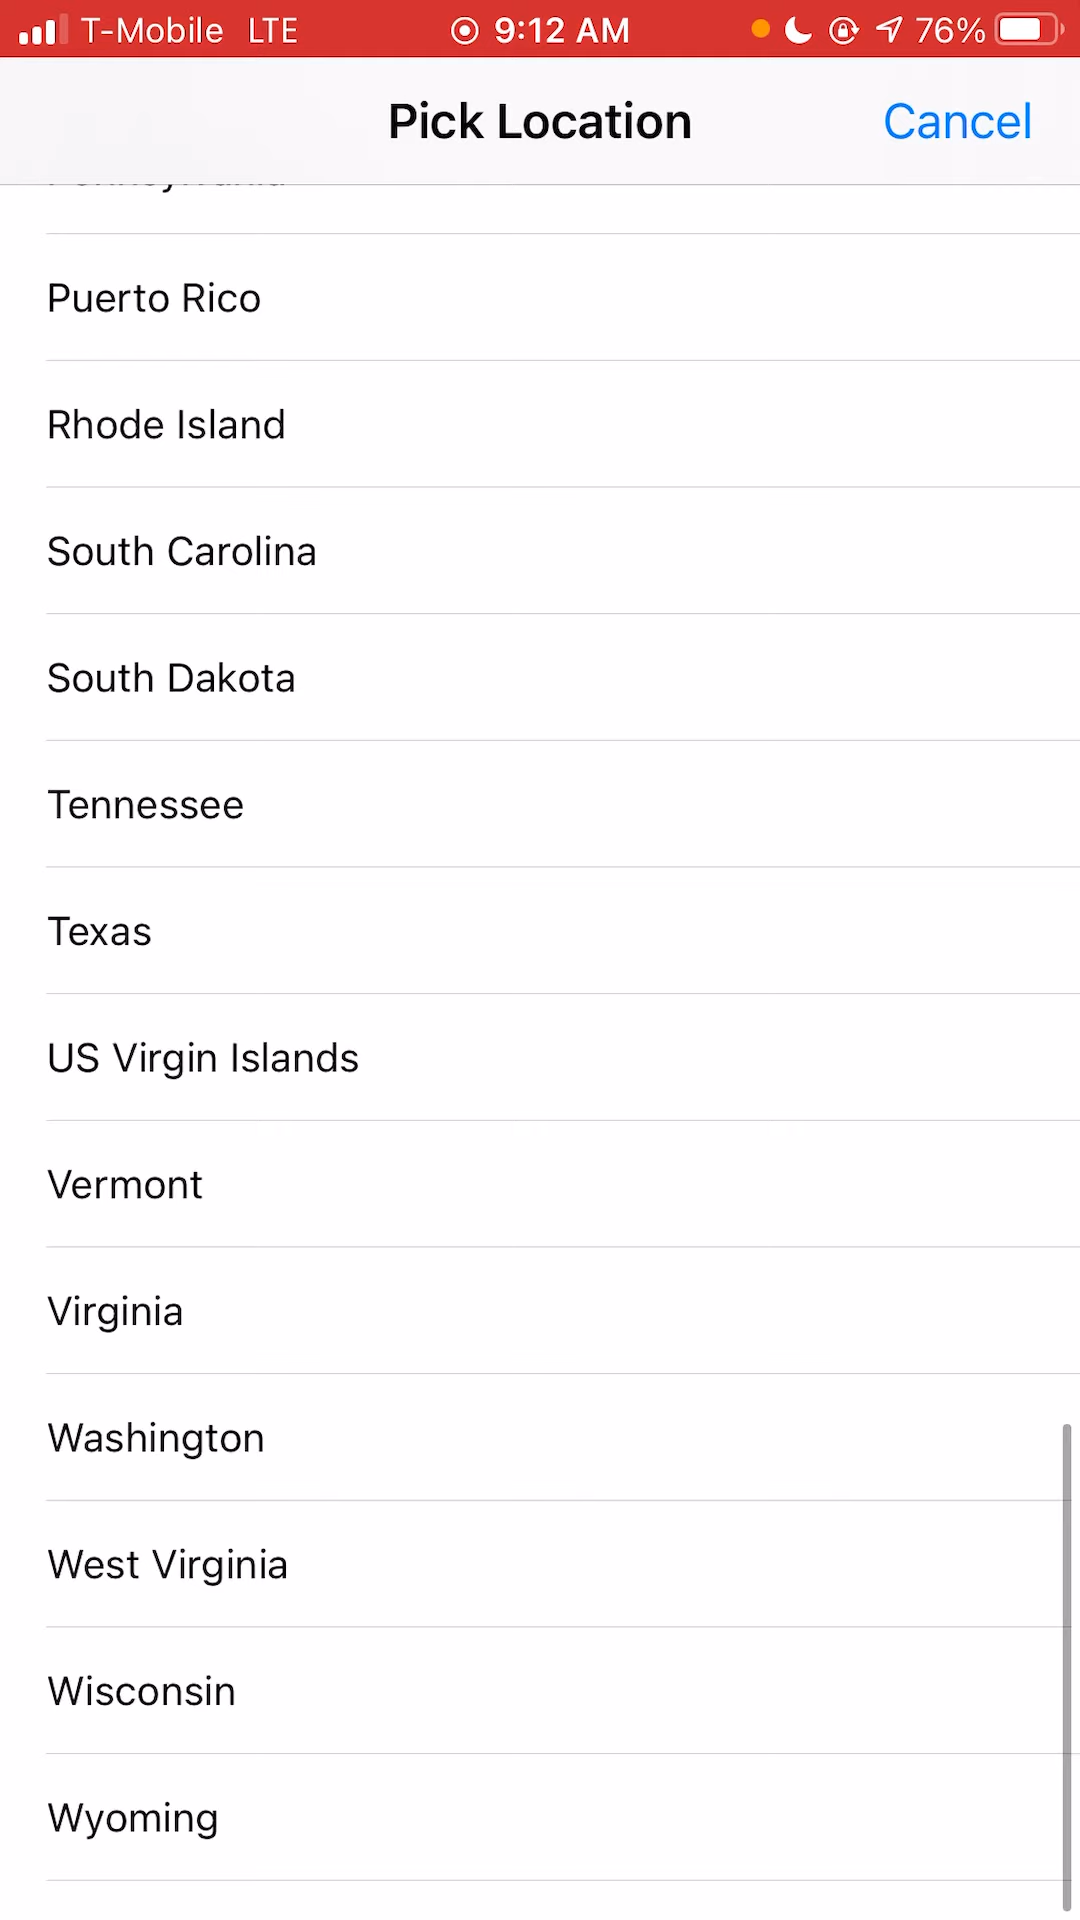 T-Mobile LTE 9:12 AM 76%
Pick Location
Cancel
Puerto Rico
Rhode Island
South Carolina
South Dakota
Tennessee
Texas
US Virgin Islands
Vermont
Virginia
Washington
West Virginia
Wisconsin
Wyoming